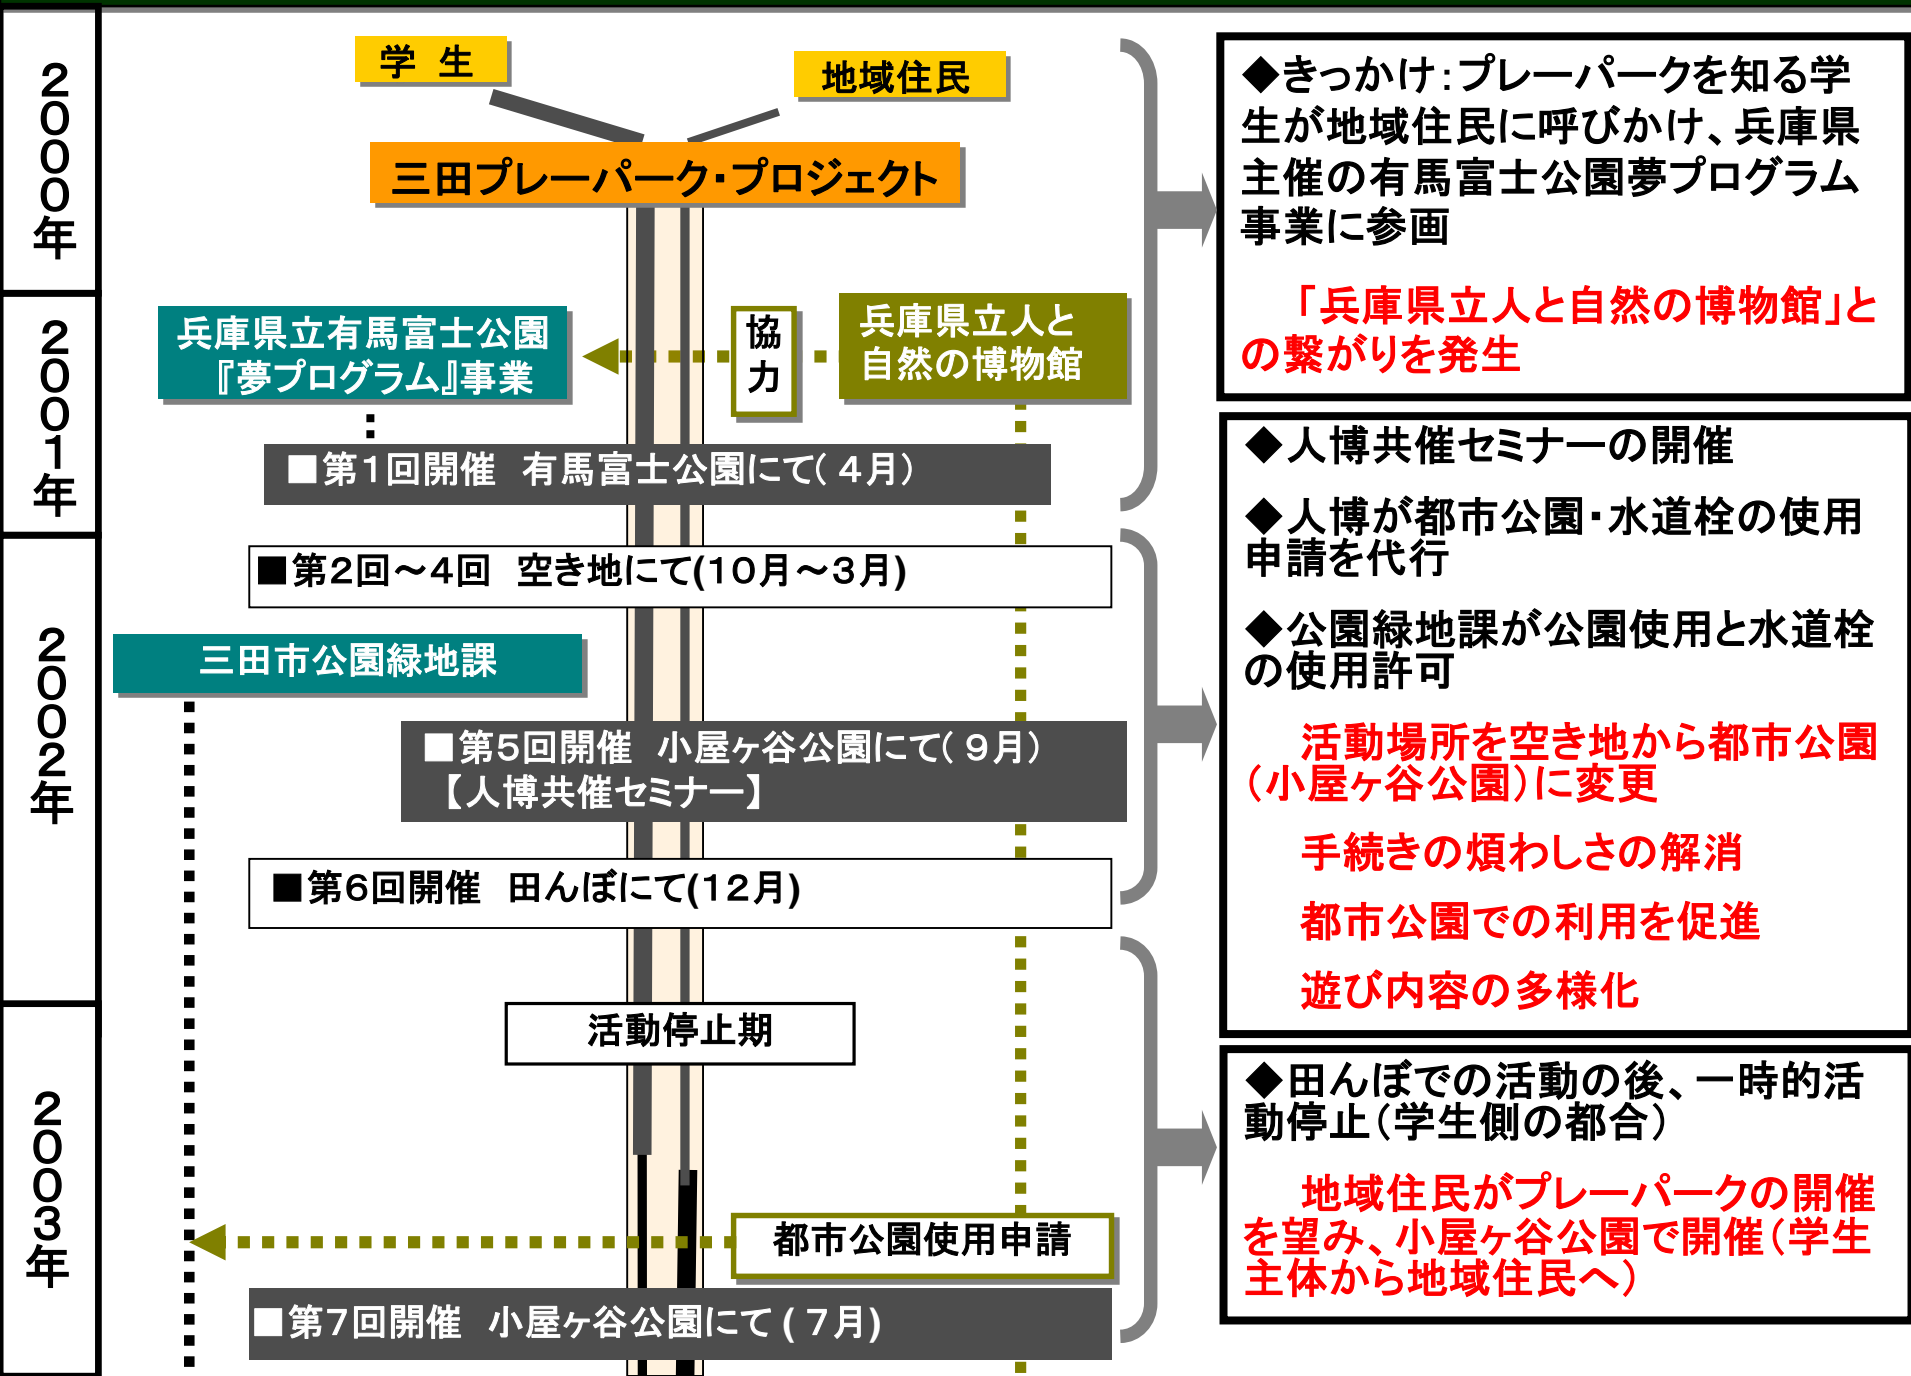 2000年
学 生
地域住民
三田プレーパーク・プロジェクト
2001年
兵庫県立有馬富士公園
『夢プログラム』事業
協
力
兵庫県立人と
自然の博物館
■第1回開催 有馬富士公園にて(4月)
2002年
■第2回～4回 空き地にて(10月～3月)
三田市公園緑地課
■第5回開催 小屋ヶ谷公園にて(9月)
【人博共催セミナー】
■第6回開催 田んぼにて(12月)
2003年
活動停止期
都市公園使用申請
■第7回開催 小屋ヶ谷公園にて(7月)
◆きっかけ:プレーパークを知る学
生が地域住民に呼びかけ、兵庫県
主催の有馬富士公園夢プログラム
事業に参画
「兵庫県立人と自然の博物館」と
の繋がりを発生
◆人博共催セミナーの開催
◆人博が都市公園・水道栓の使用
申請を代行
◆公園緑地課が公園使用と水道栓
の使用許可
活動場所を空き地から都市公園
(小屋ヶ谷公園)に変更
手続きの煩わしさの解消
都市公園での利用を促進
遊び内容の多様化
◆田んぼでの活動の後、一時的活
動停止(学生側の都合)
地域住民がプレーパークの開催
を望み、小屋ヶ谷公園で開催(学生
主体から地域住民へ)